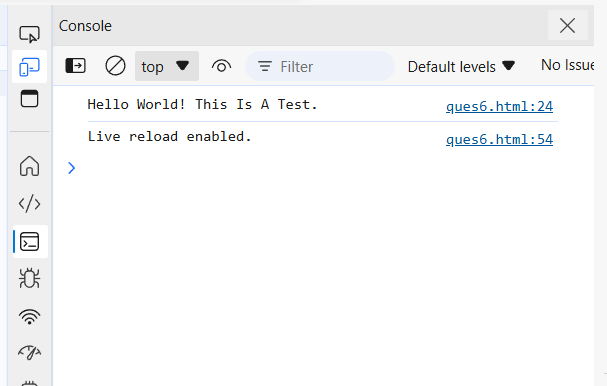 Console
top Filter Default levels No Issue
Hello World! This Is A Test. ques6.html:24
Live reload enabled. ques6.html:54